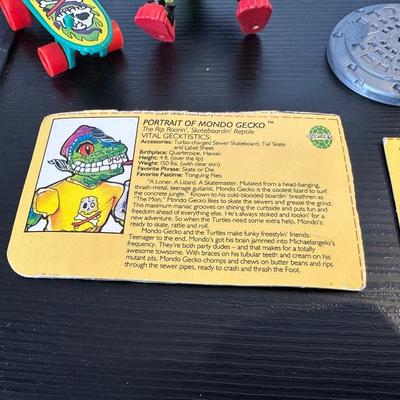 PORTRAIT OF MONDO GECKO ™
The Rip Roarin', Skateboardin' Reptile
VITAL GECKTISTICS:
Accessories: Turbo-charged Sewer Skateboard, Tail Skate
and Label Sheet
Birthplace: Quarterpipe, Hawaii
Height: 4 ft. (over the lip)
Weight: 150 lbs. (with clear skin)
Favorite Phrase: Skate or Die
Favorite Pastime: Tonguing Flies
"A Loner. A Lizard. A Skatemaster. Mutated from a head-banging,
thrash-metal, teenage guitarist, Mondo Gecko is the coolest lizard to surf
the concrete jungle." Known to his cold-blooded boardin' breathren as
"The Mon," Mondo Gecko likes to skate the sewers and grease the grind.
This maximum maniac grooves on shining the curbside and puts fun and
freedom ahead of everything else. He's always stoked and lookin' for a
new adventure. So when the Turtles need some extra help, Mondo's
ready to skate, rattle and roll.
Mondo Gecko and the Turtles make funky freestylin' friends.
Teenager to the end. Mondo's got his brain jammed into Michaelangelo's
frequency. They're both party dudes – and that makes for a totally
awesome towsome. With braces on his tubular teeth and cream on his
mutant zits, Mondo Gecko chomps and chews on butter beans and rips
through the sewer pipes, ready to crash and thrash the Foot.